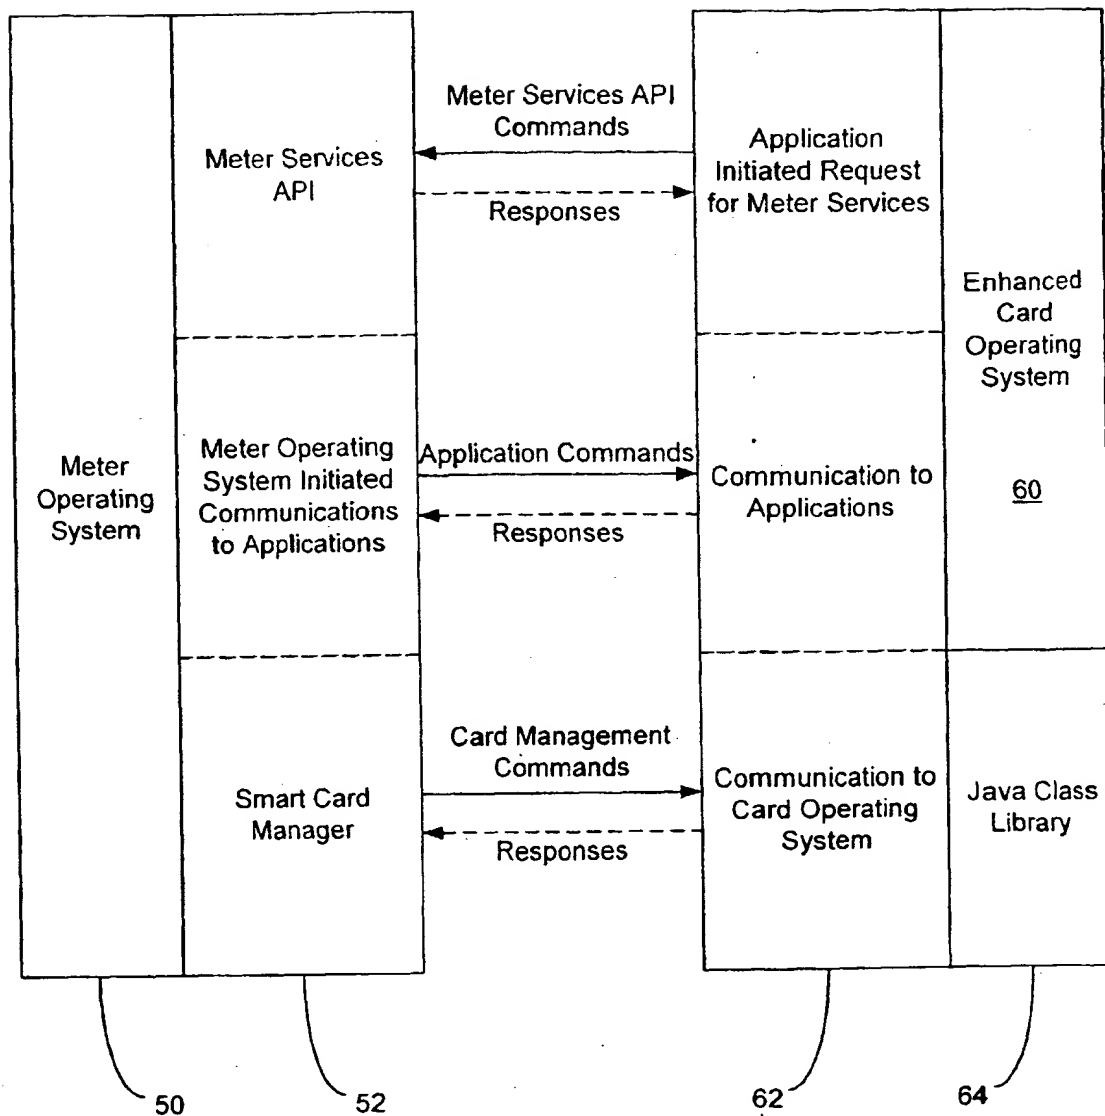 Meter Services API
Commands
Meter Services
API
Application
Initiated Request
for Meter Services
Responses
Enhanced
Card
Operating
System
60
Meter
Operating
System
Meter Operating
System Initiated
Communications
to Applications
Application Commands
Communication to
Applications
Responses
Card Management
Commands
Smart Card
Manager
Communication to
Card Operating
System
Java Class
Library
Responses
50
52
62
64